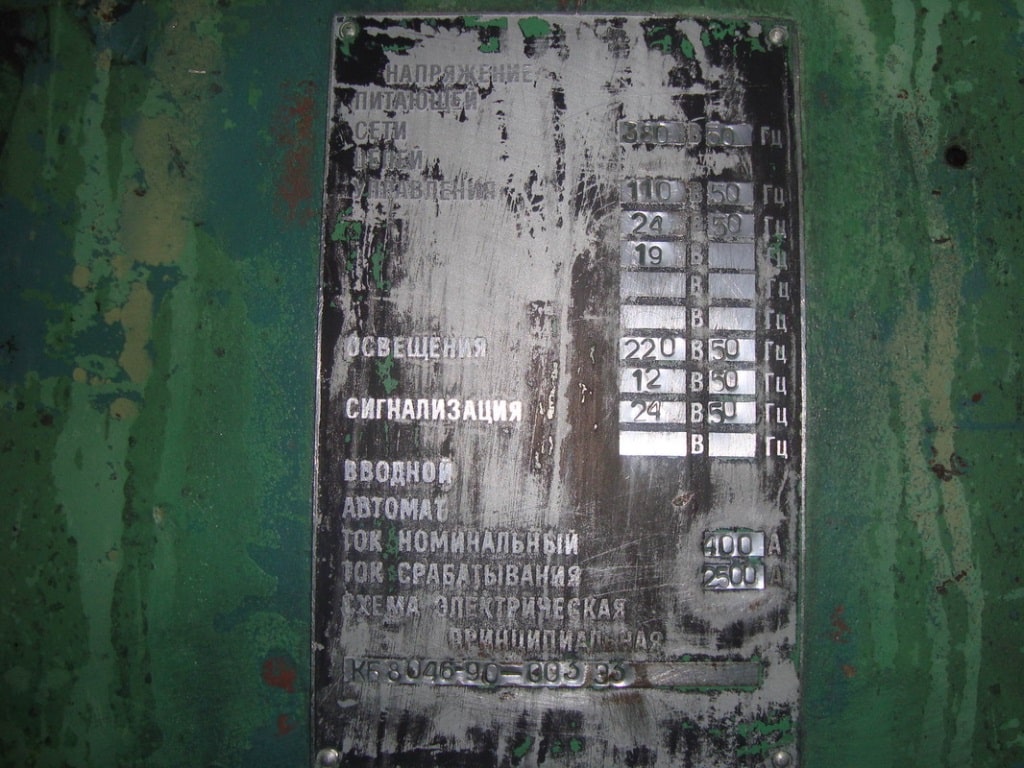 НАПРЯЖЕНИЕ
ПИТАЮЩЕЙ
СЕТИ 380 В 50 Гц
ЦЕПЕЙ
УПРАВЛЕНИЯ 110 В 50 Гц
24 В 50 Гц
19 В Гц
В Гц
В Гц
ОСВЕЩЕНИЯ 220 В 50 Гц
12 В 50 Гц
СИГНАЛИЗАЦИЯ 24 В 50 Гц
В Гц
ВВОДНОЙ
АВТОМАТ
ТОК НОМИНАЛЬНЫЙ 400 А
ТОК СРАБАТЫВАНИЯ 2500 А
СХЕМА ЭЛЕКТРИЧЕСКАЯ
ПРИНЦИПИАЛЬНАЯ